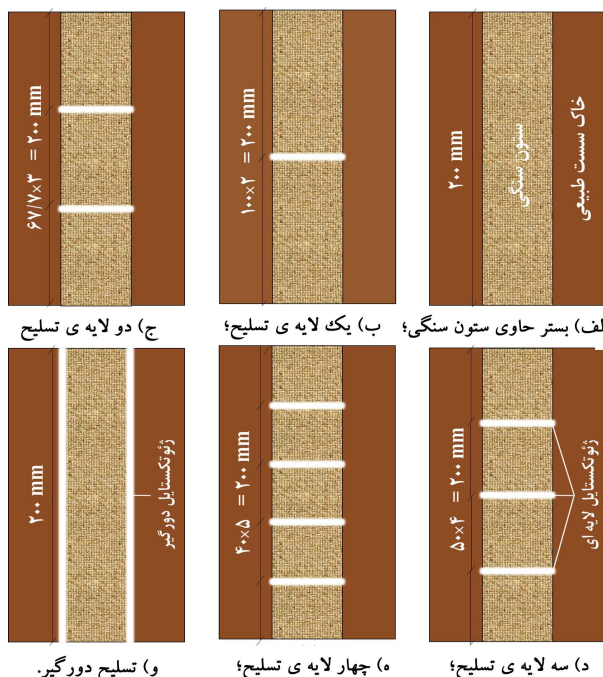 ۲۰۰ mm
ستون سنگی
خاک سست طبیعی
۱۰۰×۲ = ۲۰۰ mm
۶۷/۷×۳ = ۲۰۰ mm
لف) بستر حاوی ستون سنگی؛
ب) یک لایه ی تسلیح؛
ج) دو لایه ی تسلیح
۵۰×۴ = ۲۰۰ mm
ژئوتکستایل لایه ای
۴۰×۵ = ۲۰۰ mm
۲۰۰ mm
ژئوتکستایل دورگیر
د) سه لایه ی تسلیح؛
ه) چهار لایه ی تسلیح؛
و) تسلیح دورگیر.